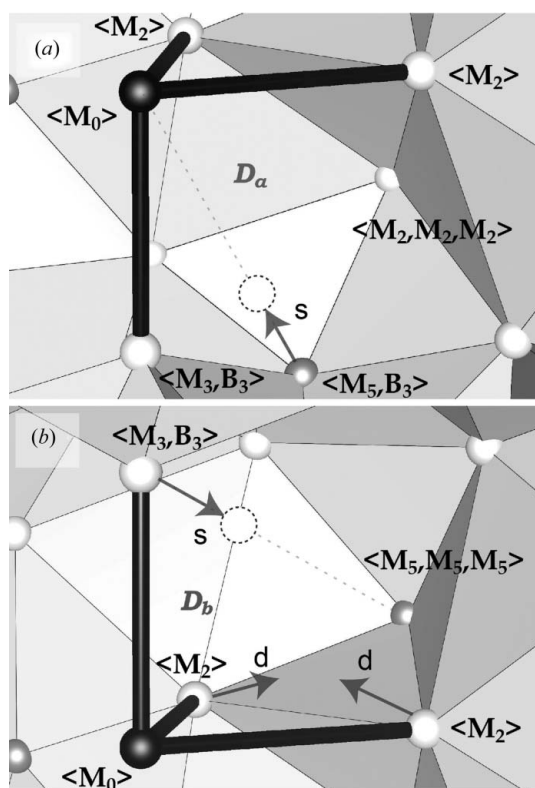 (a)
<M₂>
<M₂>
<M₀>
Dₐ
<M₂,M₂,M₂>
s
<M₃,B₃>
<M₅,B₃>
(b)
<M₃,B₃>
s
<M₅,M₅,M₅>
D_b
<M₂>
d
d
<M₂>
<M₀>